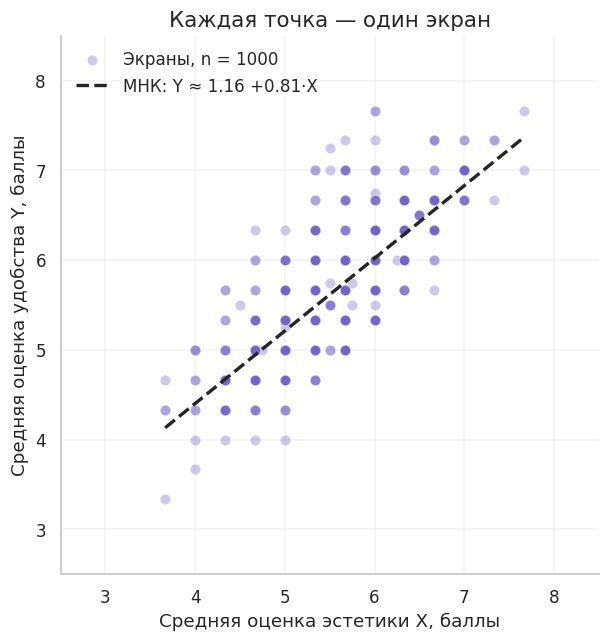 Каждая точка — один экран
Экраны, n = 1000
МНК: Y ≈ 1.16 +0.81·X
Средняя оценка удобства Y, баллы
8
7
6
5
4
3
3 4 5 6 7 8
Средняя оценка эстетики X, баллы